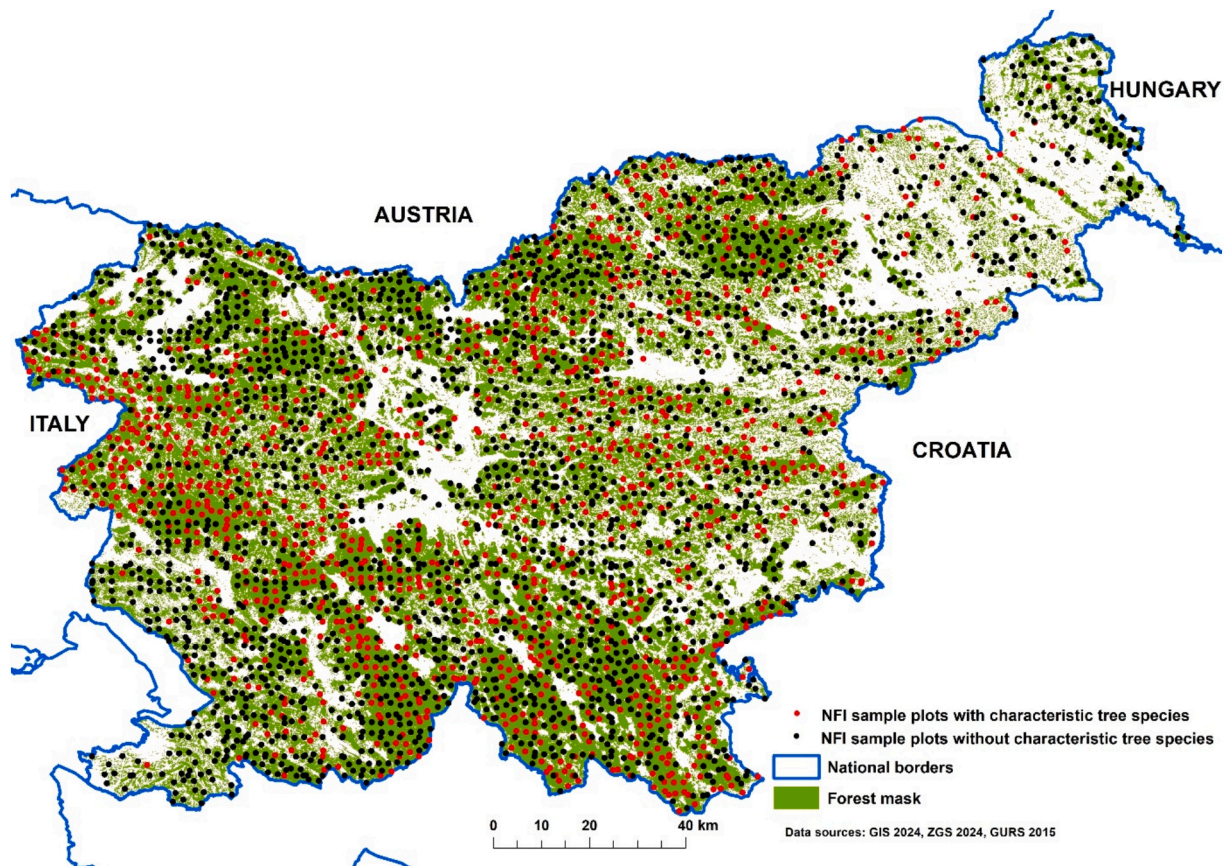 HUNGARY
AUSTRIA
ITALY
CROATIA
NFI sample plots with characteristic tree species
NFI sample plots without characteristic tree species
National borders
Forest mask
0 10 20 40 km
Data sources: GIS 2024, ZGS 2024, GURS 2015